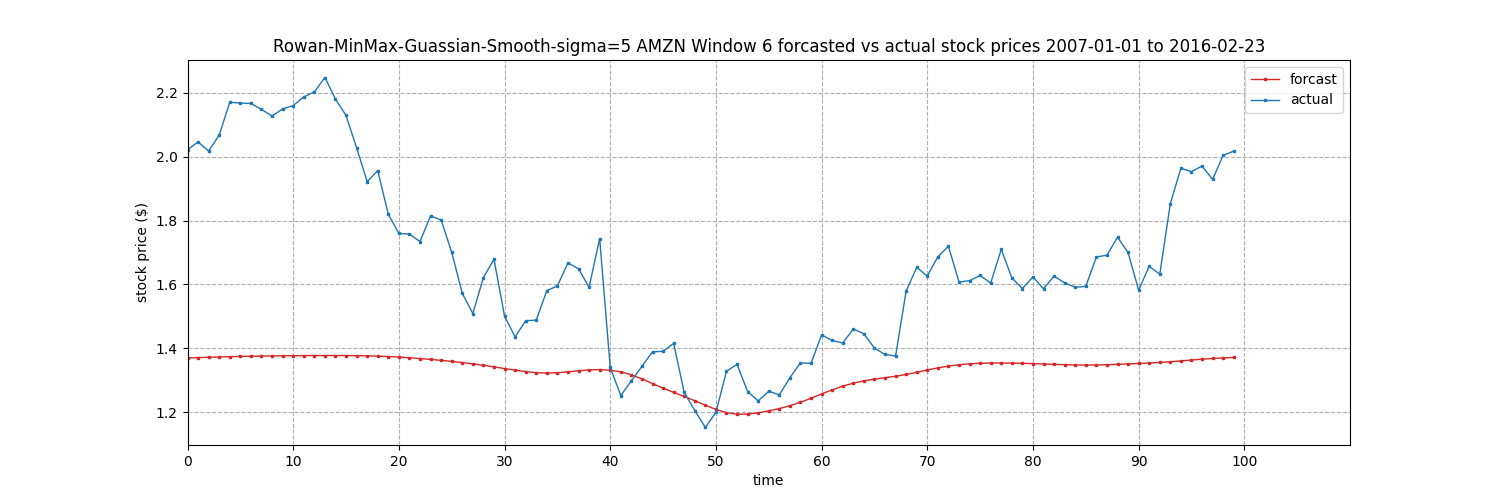 Rowan-MinMax-Guassian-Smooth-sigma=5 AMZN Window 6 forcasted vs actual stock prices 2007-01-01 to 2016-02-23
forcast
actual
stock price ($)
2.2
2.0
1.8
1.6
1.4
1.2
0 10 20 30 40 50 60 70 80 90 100
time